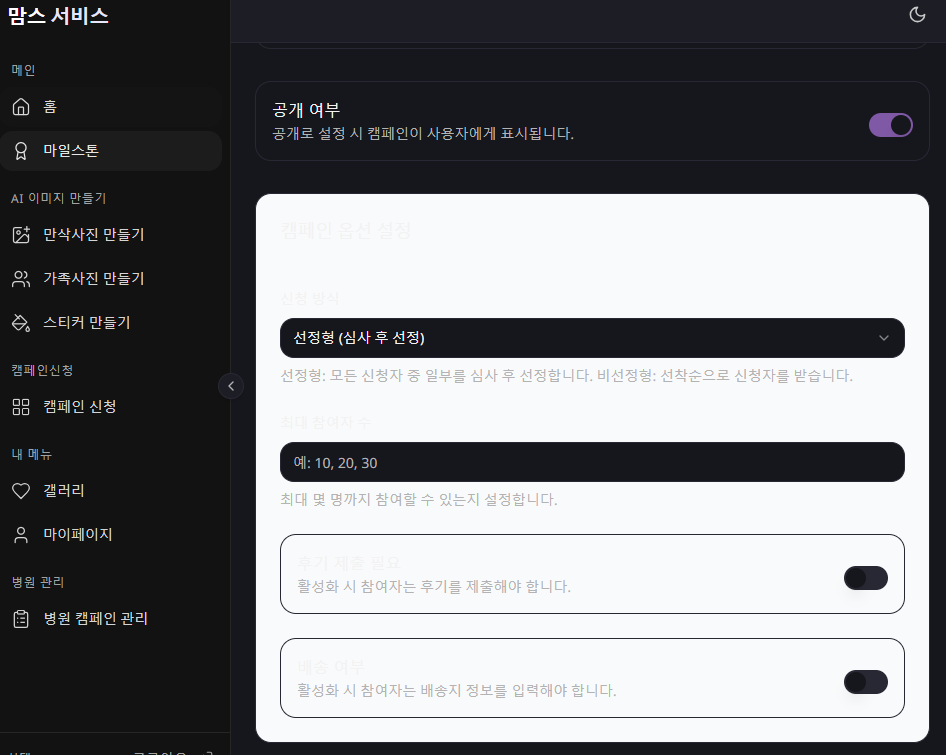 맘스 서비스
메인
홈
마일스톤
AI 이미지 만들기
만삭사진 만들기
가족사진 만들기
스티커 만들기
캠페인신청
캠페인 신청
내 메뉴
갤러리
마이페이지
병원 관리
병원 캠페인 관리
공개 여부
공개로 설정 시 캠페인이 사용자에게 표시됩니다.
캠페인 옵션 설정
신청 방식
선정형 (심사 후 선정)
선정형: 모든 신청자 중 일부를 심사 후 선정합니다. 비선정형: 선착순으로 신청자를 받습니다.
최대 참여자 수
예: 10, 20, 30
최대 몇 명까지 참여할 수 있는지 설정합니다.
후기 제출 필요
활성화 시 참여자는 후기를 제출해야 합니다.
배송 여부
활성화 시 참여자는 배송지 정보를 입력해야 합니다.